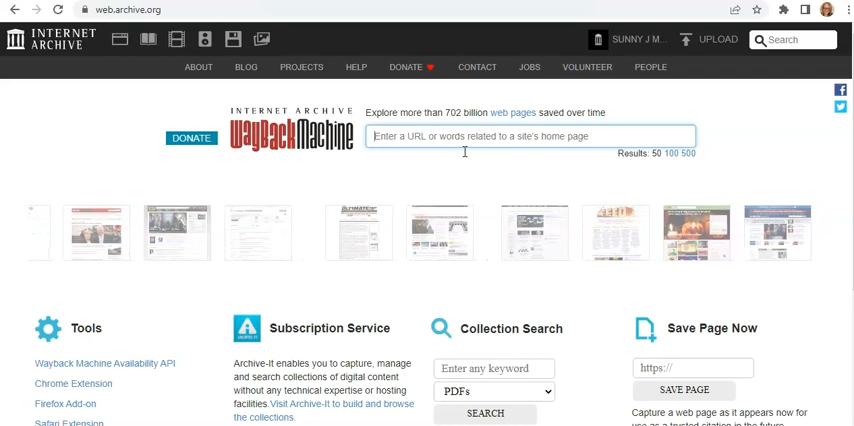 web.archive.org
INTERNET ARCHIVE
SUNNY J M...
UPLOAD
Search
ABOUT BLOG PROJECTS HELP DONATE CONTACT JOBS VOLUNTEER PEOPLE
INTERNET ARCHIVE
WayBackMachine
DONATE
Explore more than 702 billion web pages saved over time
Enter a URL or words related to a site's home page
Results: 50 100 500
Tools
Wayback Machine Availability API
Chrome Extension
Firefox Add-on
Safari Extension
Subscription Service
Archive-It enables you to capture, manage
and search collections of digital content
without any technical expertise or hosting
facilities. Visit Archive-It to build and browse
the collections.
Collection Search
Enter any keyword
PDFs
SEARCH
Save Page Now
https://
SAVE PAGE
Capture a web page as it appears now for
use as a trusted citation in the future.